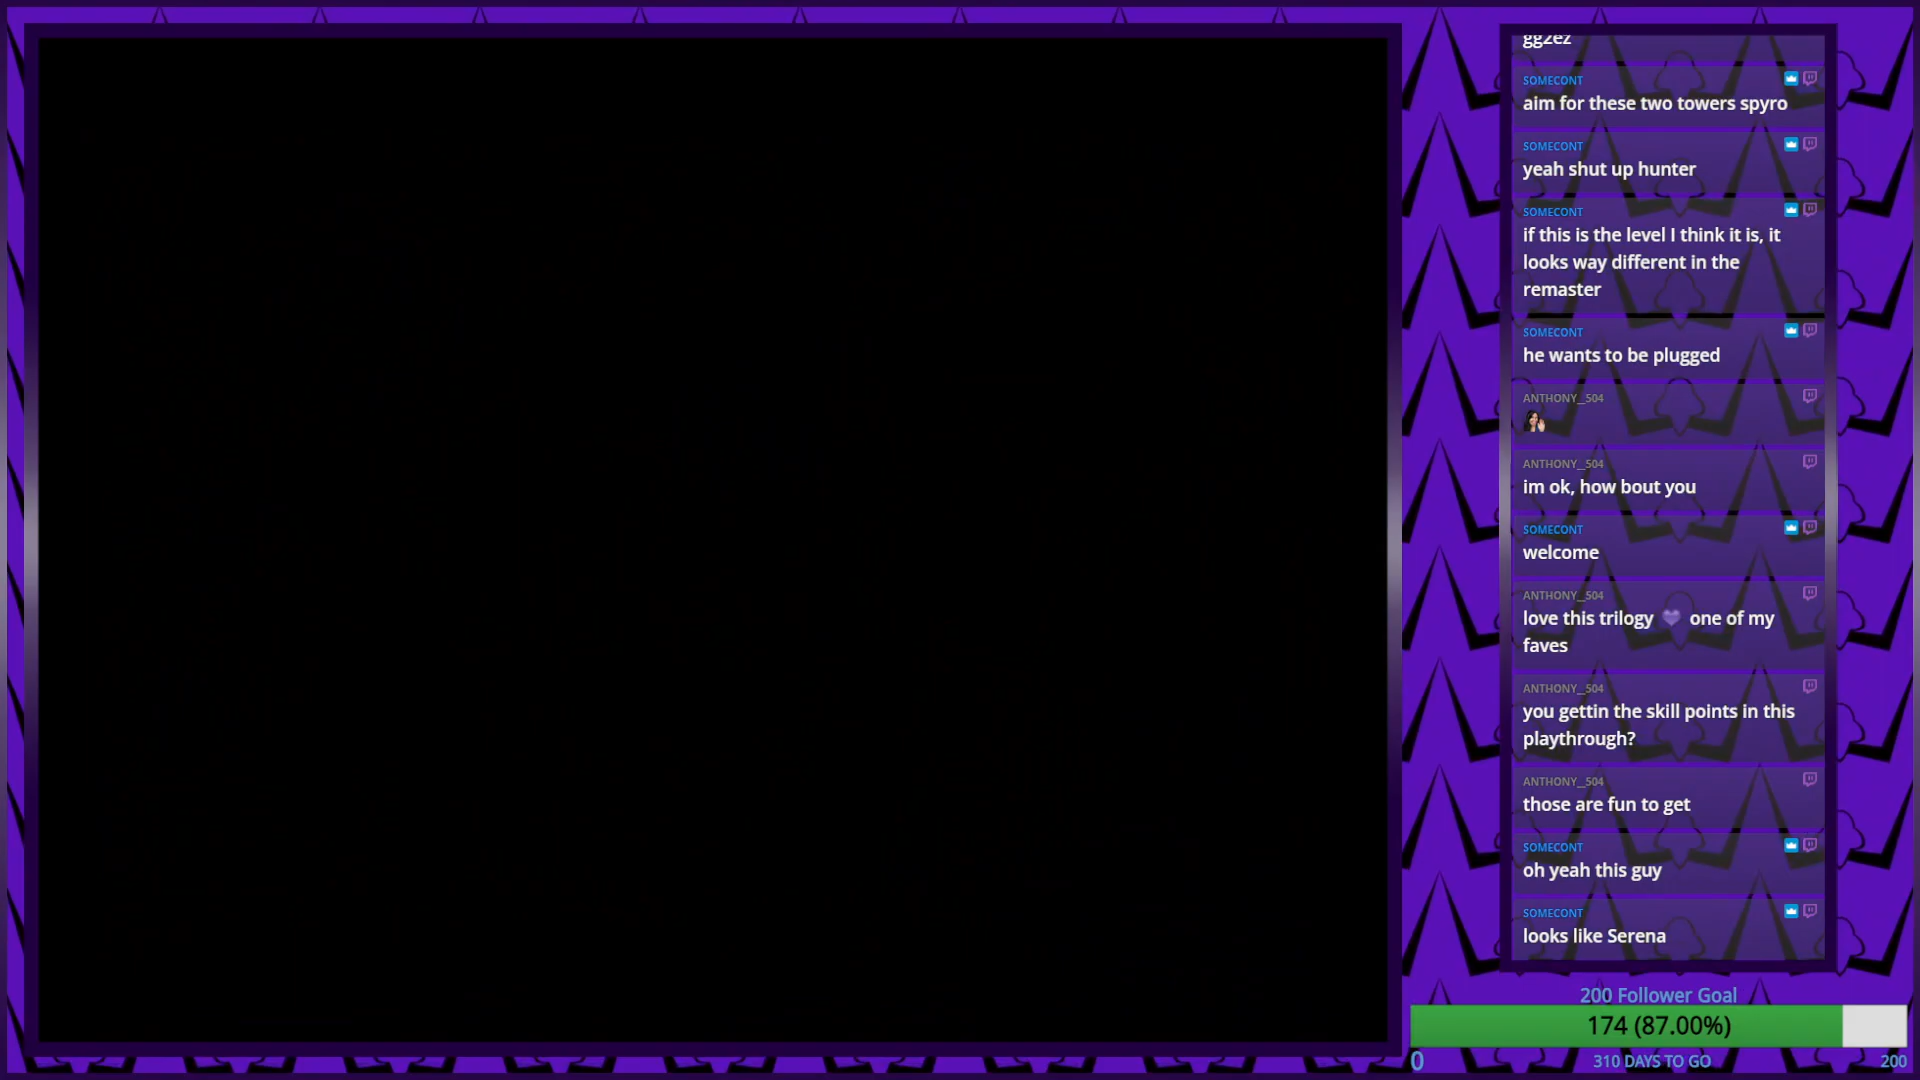 gg2ez
SOMECONT
aim for these two towers spyro
SOMECONT
yeah shut up hunter
SOMECONT
if this is the level I think it is, it
looks way different in the
remaster
SOMECONT
he wants to be plugged
ANTHONY_504
ANTHONY_504
im ok, how bout you
SOMECONT
welcome
ANTHONY_504
love this trilogy 💜 one of my
faves
ANTHONY_504
you gettin the skill points in this
playthrough?
ANTHONY_504
those are fun to get
SOMECONT
oh yeah this guy
SOMECONT
looks like Serena
200 Follower Goal
174 (87.00%)
0
310 DAYS TO GO
200